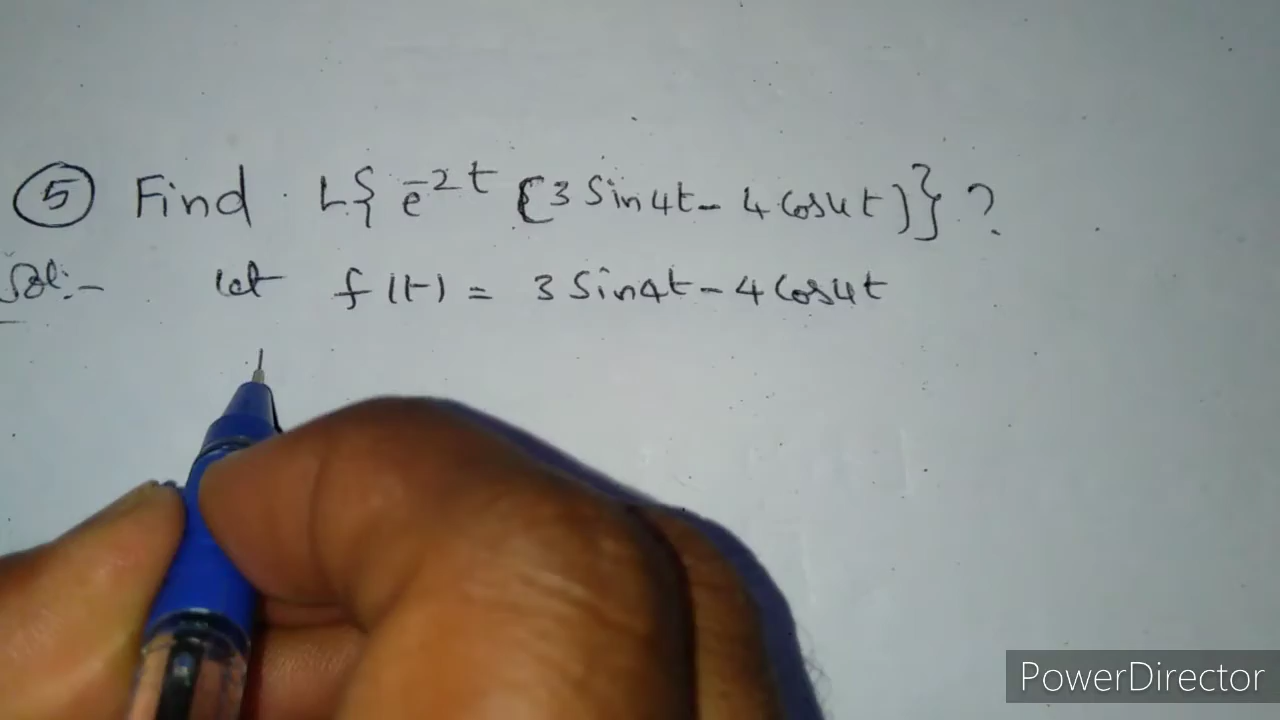 ⑤ Find L{e^-2t [3 Sin4t - 4 Cos4t)}?
Sol:- let f(t) = 3 Sin4t - 4 Cos4t
PowerDirector